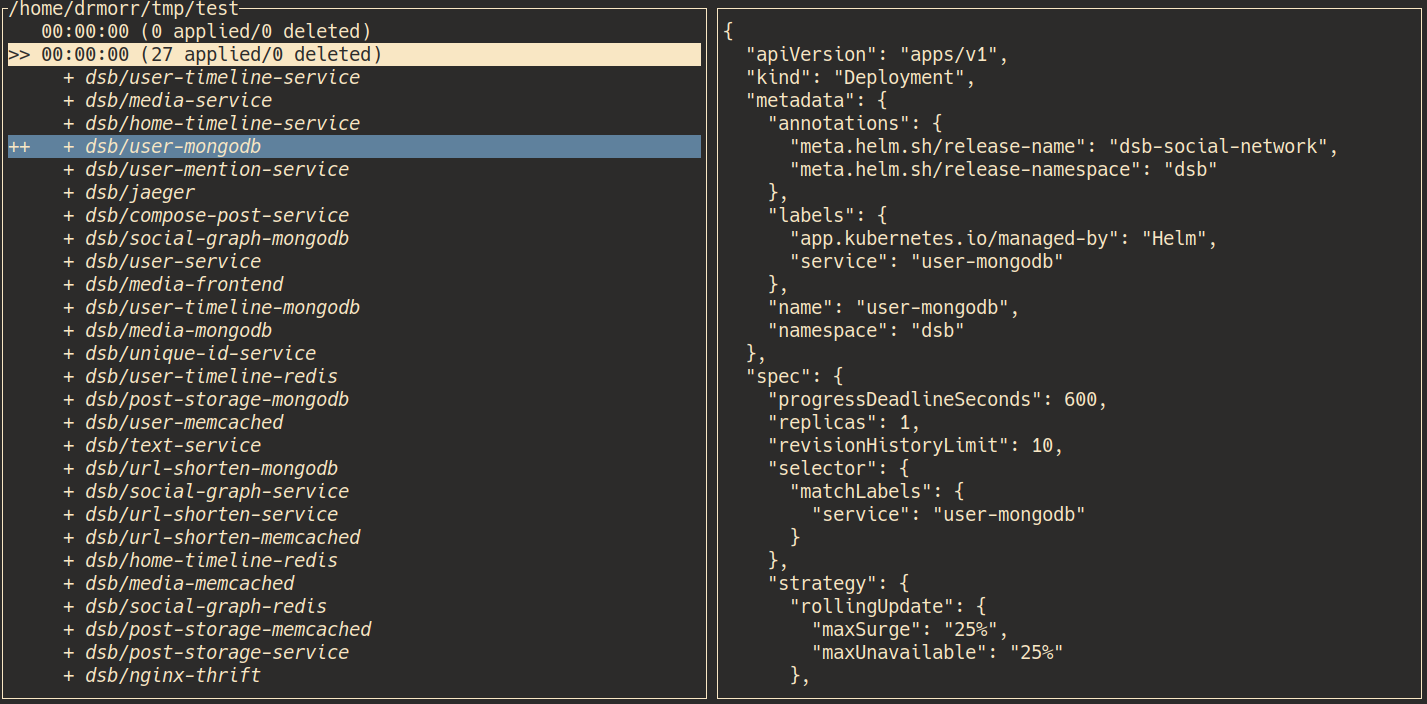 /home/drmorr/tmp/test
00:00:00 (0 applied/0 deleted)
>> 00:00:00 (27 applied/0 deleted)
+ dsb/user-timeline-service
+ dsb/media-service
+ dsb/home-timeline-service
++ + dsb/user-mongodb
+ dsb/user-mention-service
+ dsb/jaeger
+ dsb/compose-post-service
+ dsb/social-graph-mongodb
+ dsb/user-service
+ dsb/media-frontend
+ dsb/user-timeline-mongodb
+ dsb/media-mongodb
+ dsb/unique-id-service
+ dsb/user-timeline-redis
+ dsb/post-storage-mongodb
+ dsb/user-memcached
+ dsb/text-service
+ dsb/url-shorten-mongodb
+ dsb/social-graph-service
+ dsb/url-shorten-service
+ dsb/url-shorten-memcached
+ dsb/home-timeline-redis
+ dsb/media-memcached
+ dsb/social-graph-redis
+ dsb/post-storage-memcached
+ dsb/post-storage-service
+ dsb/nginx-thrift
{
  "apiVersion": "apps/v1",
  "kind": "Deployment",
  "metadata": {
    "annotations": {
      "meta.helm.sh/release-name": "dsb-social-network",
      "meta.helm.sh/release-namespace": "dsb"
    },
    "labels": {
      "app.kubernetes.io/managed-by": "Helm",
      "service": "user-mongodb"
    },
    "name": "user-mongodb",
    "namespace": "dsb"
  },
  "spec": {
    "progressDeadlineSeconds": 600,
    "replicas": 1,
    "revisionHistoryLimit": 10,
    "selector": {
      "matchLabels": {
        "service": "user-mongodb"
      }
    },
    "strategy": {
      "rollingUpdate": {
        "maxSurge": "25%",
        "maxUnavailable": "25%"
      },